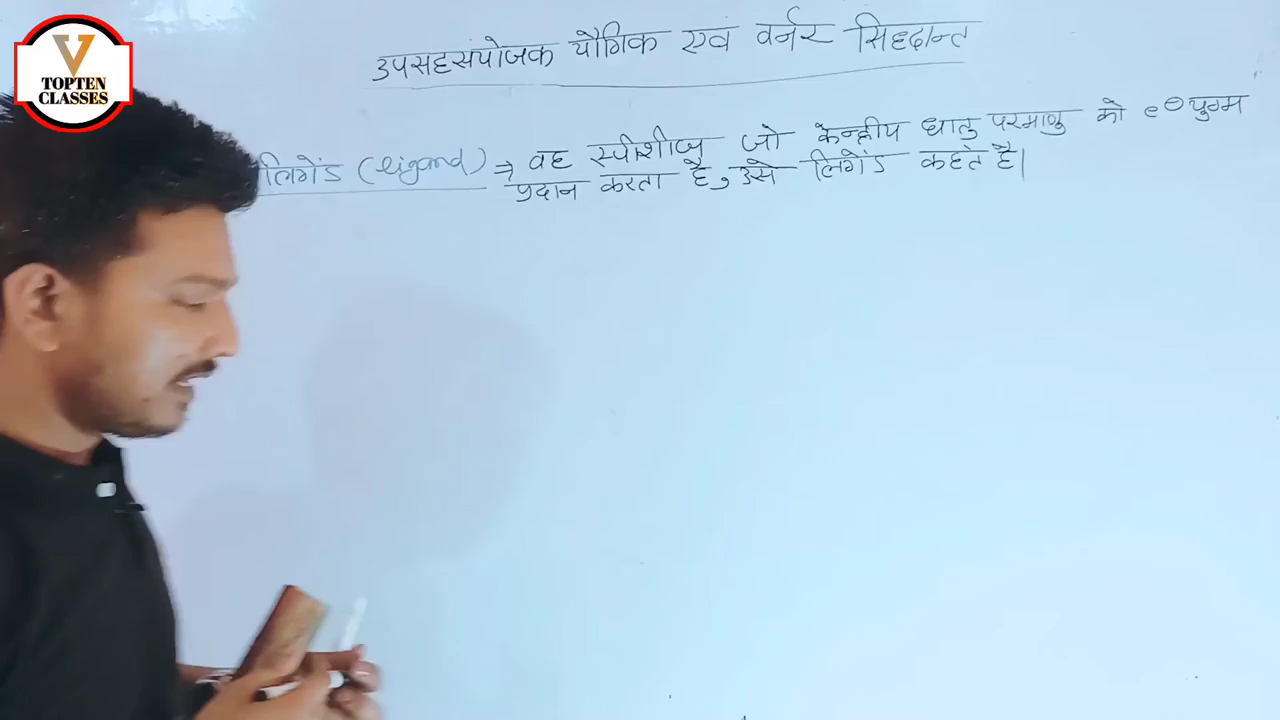 V
TOPTEN
CLASSES
उपसहसंयोजक यौगिक एवं वर्नर सिद्धान्त
लिगेंड (Ligand) ⇒ वह स्पीशीज जो केन्द्रीय धातु परमाणु को e⊖ युग्म
प्रदान करता है, उसे लिगेंड कहते है।